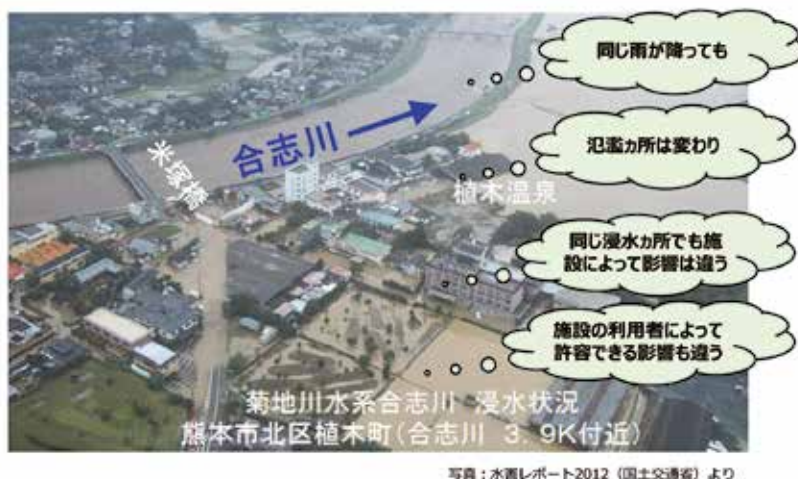 同じ雨が降っても
氾濫カ所は変わり
同じ浸水カ所でも施
設によって影響は違う
施設の利用者によって
許容できる影響も違う
合志川
米塚橋
植木温泉
菊地川水系合志川 浸水状況
熊本市北区植木町(合志川 3.9K付近)
写真:水害レポート2012(国土交通省)より